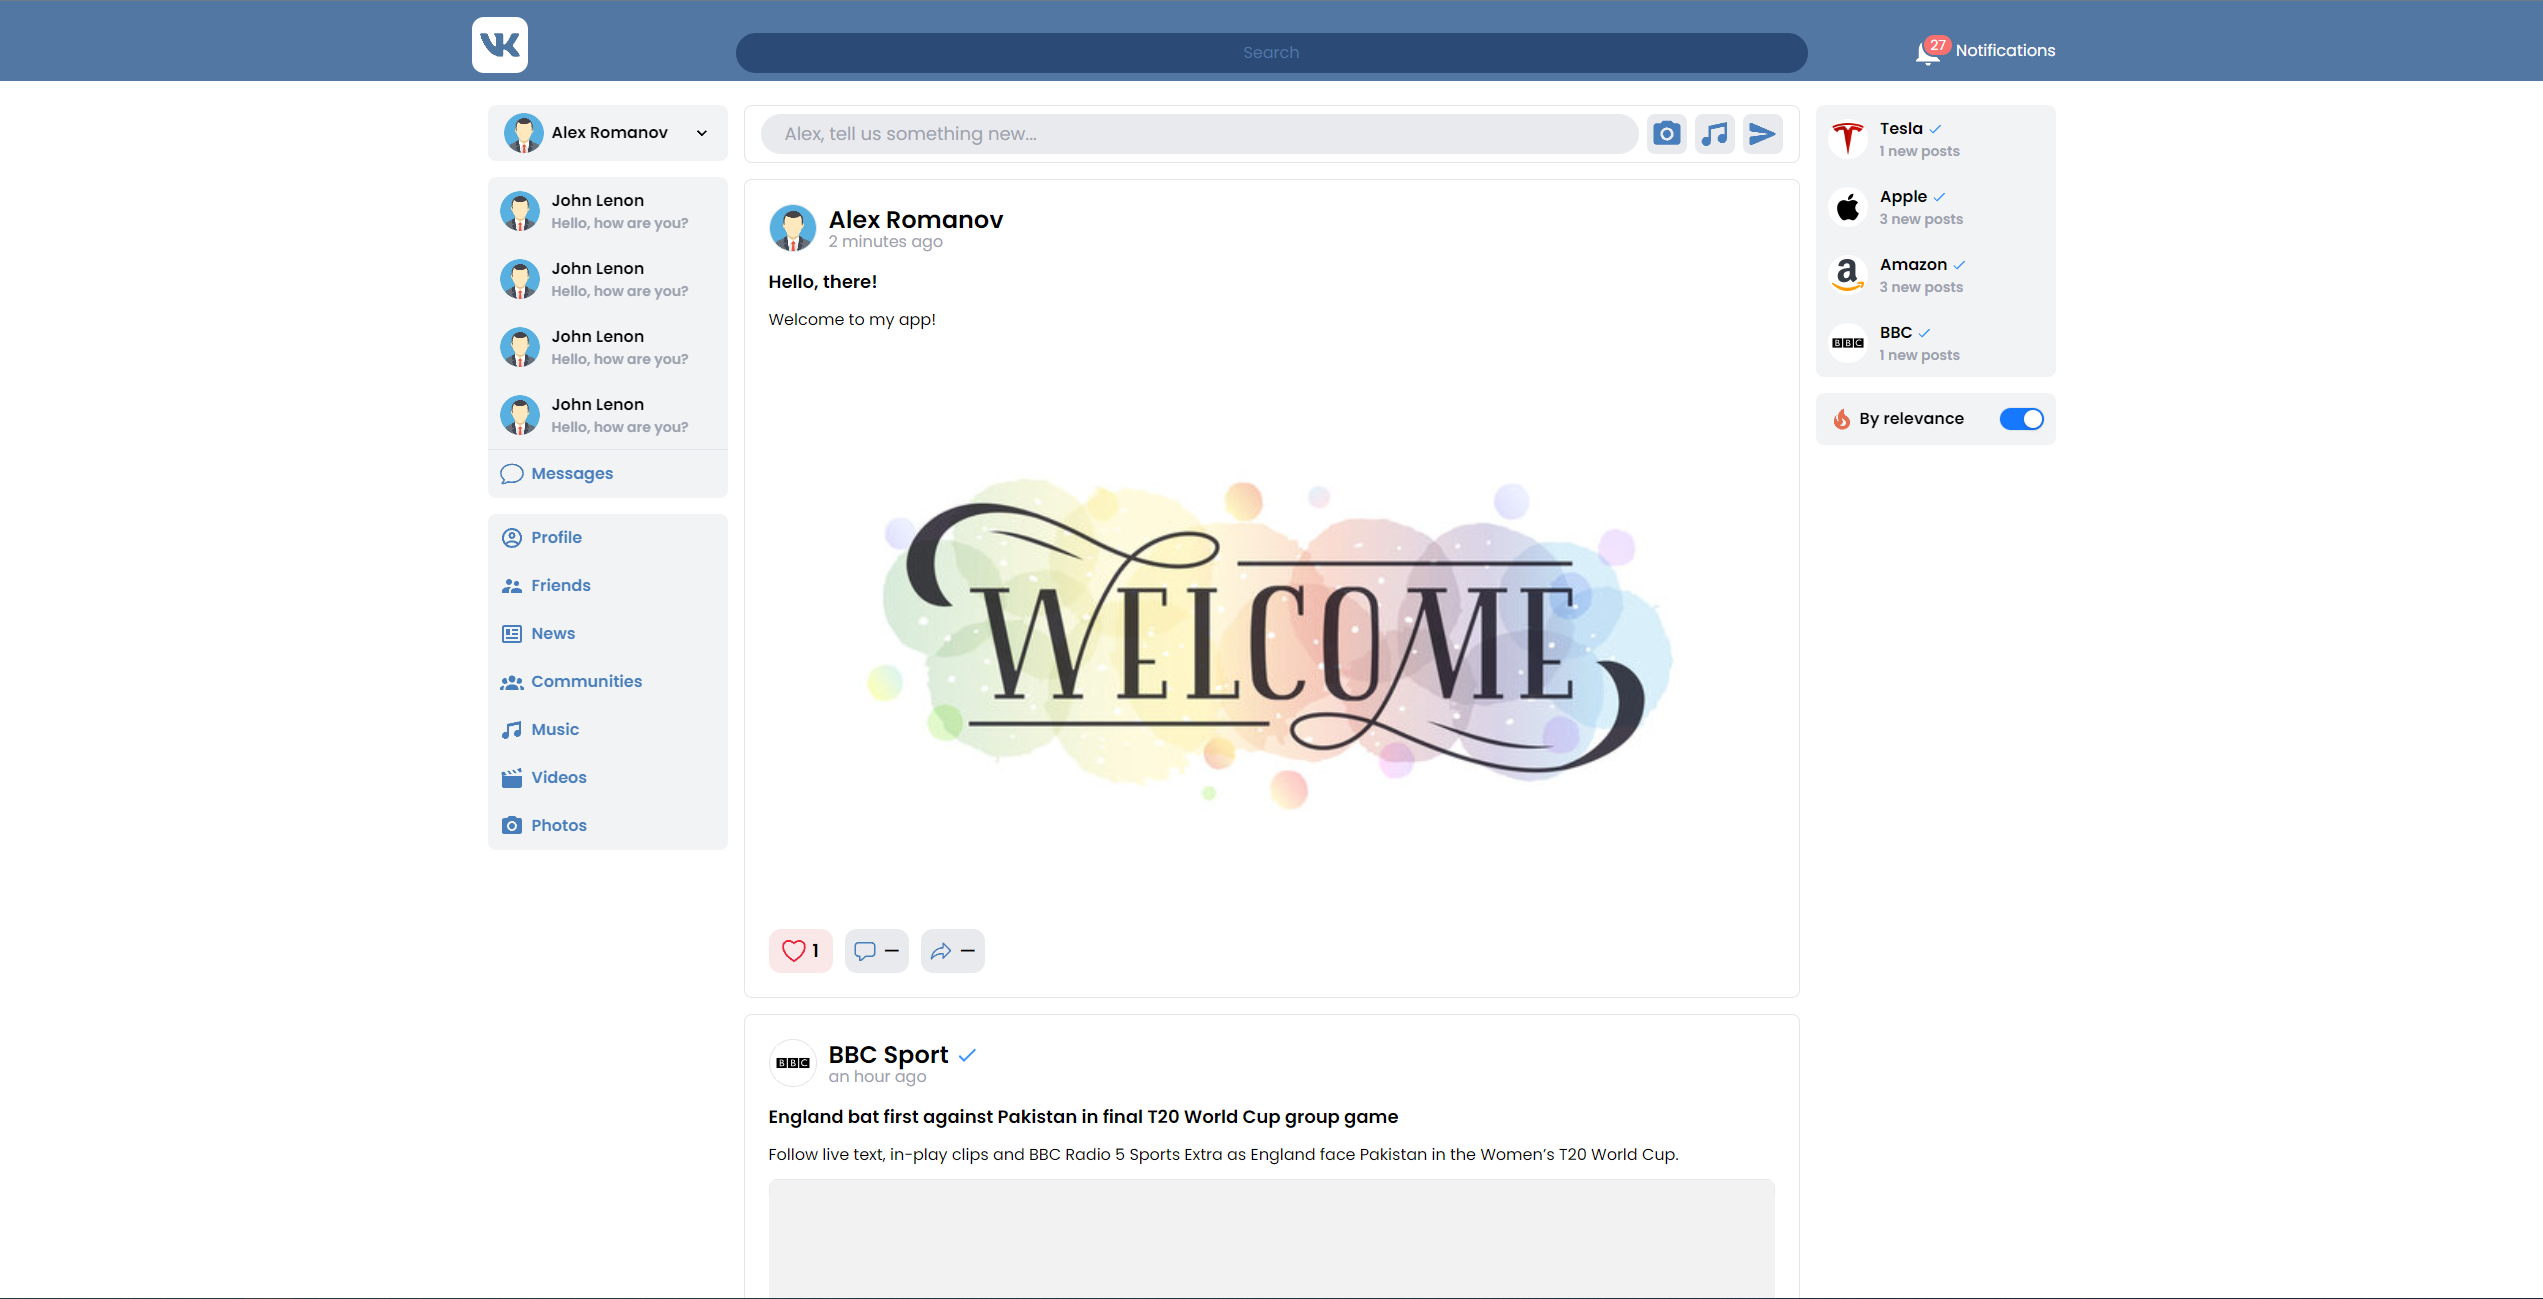 VK
Search
27 Notifications
Alex Romanov
John Lenon
Hello, how are you?
John Lenon
Hello, how are you?
John Lenon
Hello, how are you?
John Lenon
Hello, how are you?
Messages
Profile
Friends
News
Communities
Music
Videos
Photos
Alex, tell us something new...
Alex Romanov
2 minutes ago
Hello, there!
Welcome to my app!
WELCOME
1
—
—
BBC
BBC Sport
an hour ago
England bat first against Pakistan in final T20 World Cup group game
Follow live text, in-play clips and BBC Radio 5 Sports Extra as England face Pakistan in the Women’s T20 World Cup.
Tesla
1 new posts
Apple
3 new posts
a
Amazon
3 new posts
BBC
BBC
1 new posts
By relevance